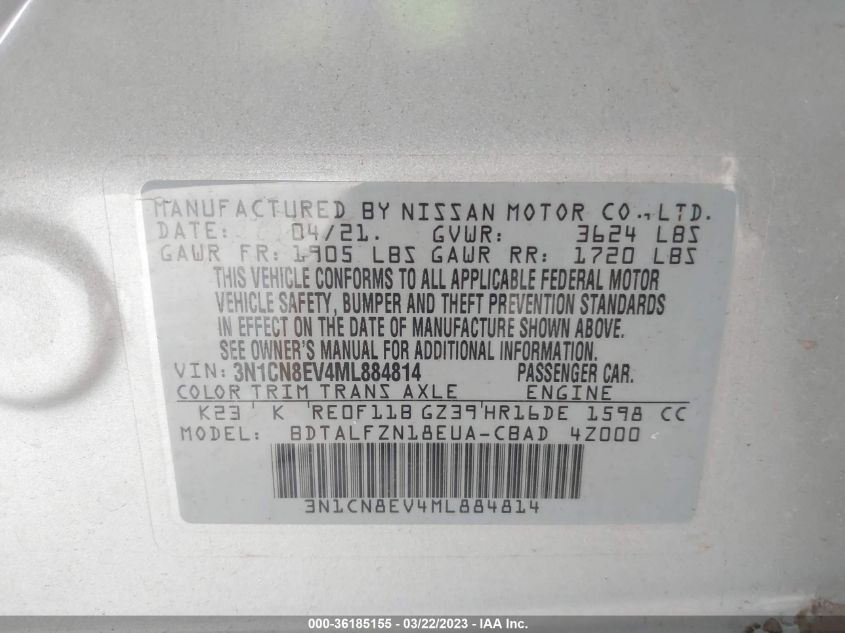 MANUFACTURED BY NISSAN MOTOR CO., LTD.
DATE: 04/21. GVWR: 3624 LBS
GAWR FR: 1905 LBS GAWR RR: 1720 LBS
THIS VEHICLE CONFORMS TO ALL APPLICABLE FEDERAL MOTOR
VEHICLE SAFETY, BUMPER AND THEFT PREVENTION STANDARDS
IN EFFECT ON THE DATE OF MANUFACTURE SHOWN ABOVE.
SEE OWNER'S MANUAL FOR ADDITIONAL INFORMATION.
VIN: 3N1CN8EV4ML884814 PASSENGER CAR.
COLOR TRIM TRANS AXLE ENGINE
K23 K RE0F11B GZ39 HR16DE 1598 CC
MODEL: BDTALFZN18EUA-CBAD 4Z000
3N1CN8EV4ML884814
000-36185155 - 03/22/2023 - IAAI.com